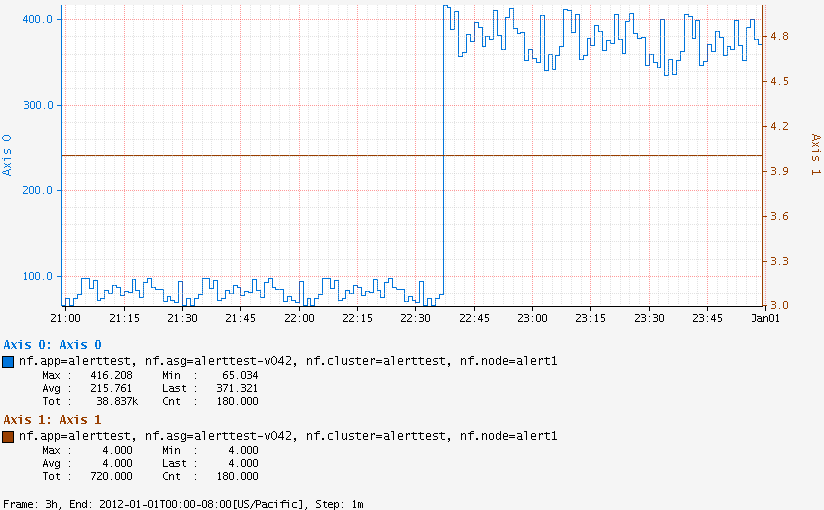 400.0
300.0
200.0
100.0
Axis 0
4.8
4.5
4.2
3.9
3.6
3.3
3.0
Axis 1
21:00 21:15 21:30 21:45 22:00 22:15 22:30 22:45 23:00 23:15 23:30 23:45 Jan01
Axis 0: Axis 0
nf.app=alerttest, nf.asg=alerttest-v042, nf.cluster=alerttest, nf.node=alert1
Max : 416.208 Min : 65.034
Avg : 215.761 Last : 371.321
Tot : 38.837k Cnt : 180.000
Axis 1: Axis 1
nf.app=alerttest, nf.asg=alerttest-v042, nf.cluster=alerttest, nf.node=alert1
Max : 4.000 Min : 4.000
Avg : 4.000 Last : 4.000
Tot : 720.000 Cnt : 180.000
Frame: 3h, End: 2012-01-01T00:00-08:00[US/Pacific], Step: 1m